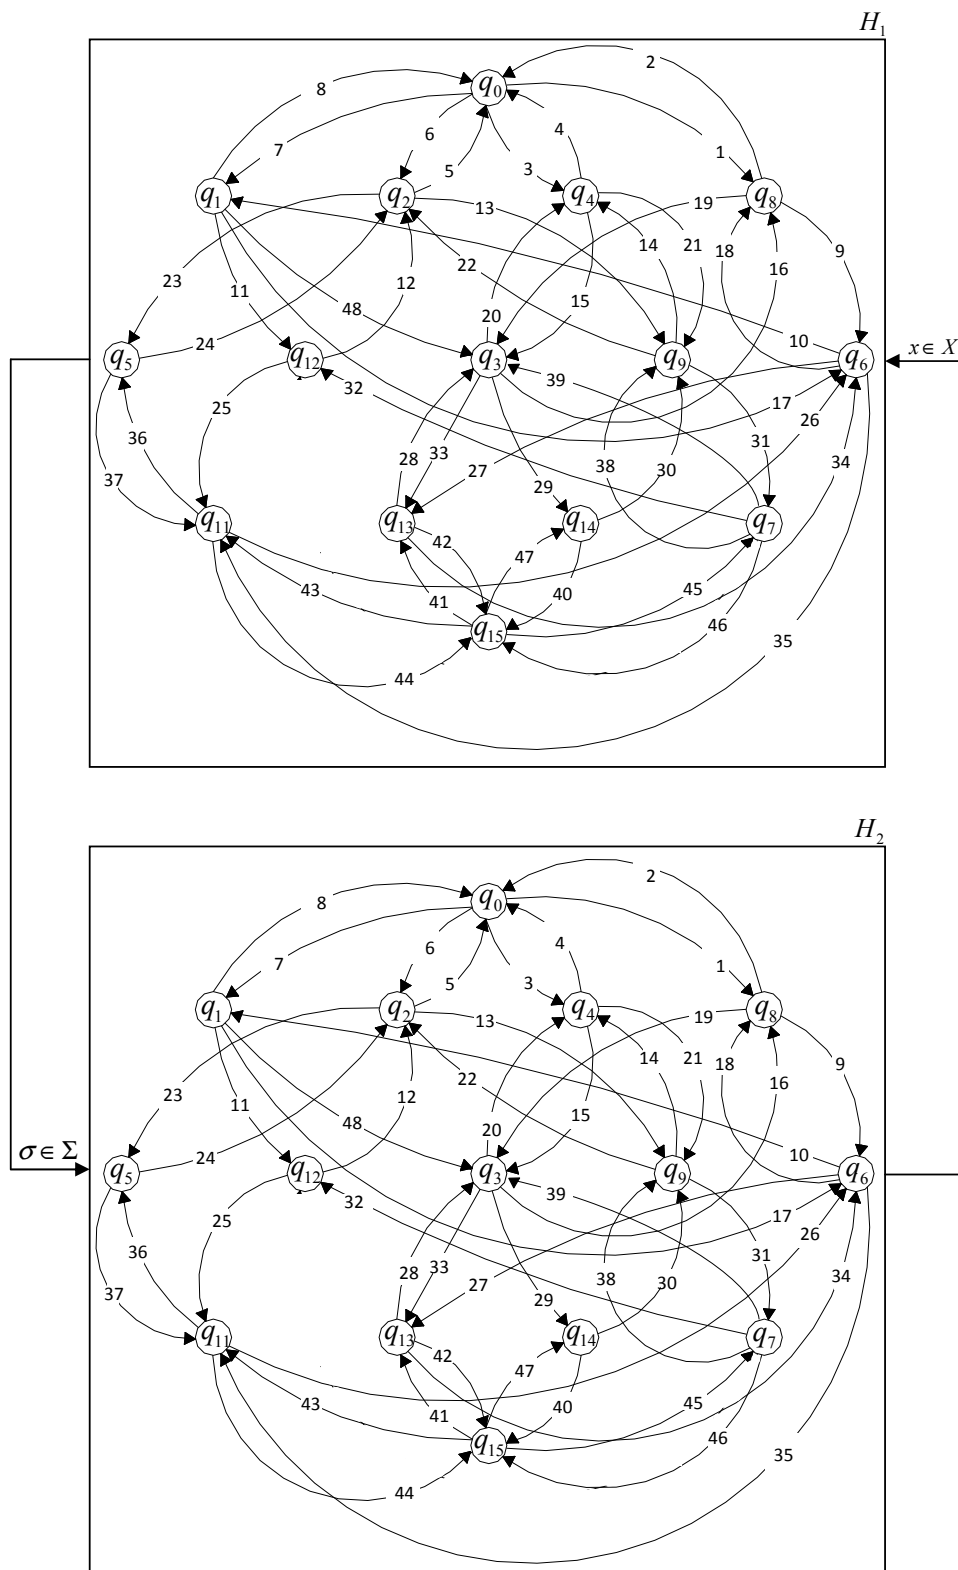 H₁
2
8
q₀
4
6
7
1
3
5
q₁
q₂
q₄
q₈
19
13
14
21
18
9
22
16
23
12
11
15
48
20
10
24
q₅
q₁₂
q₃
q₉
q₆
x ∈ X
39
32
17
25
26
31
36
33
28
27
38
30
34
37
29
q₁₁
q₁₃
q₁₄
q₇
42
47
43
41
40
45
46
q₁₅
35
44
H₂
2
8
q₀
4
6
7
1
3
5
q₁
q₂
q₄
q₈
19
13
14
21
18
9
22
16
23
12
11
15
48
20
10
σ ∈ Σ
24
q₅
q₁₂
q₃
q₉
q₆
39
32
17
25
26
31
36
33
28
27
38
30
34
37
29
q₁₁
q₁₃
q₁₄
q₇
42
47
43
41
40
45
46
q₁₅
35
44